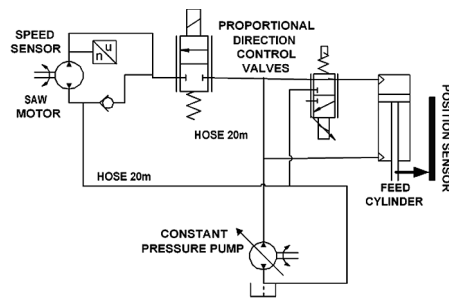 SPEED
SENSOR
n
u
SAW
MOTOR
PROPORTIONAL
DIRECTION
CONTROL
VALVES
HOSE 20m
HOSE 20m
POSITION SENSOR
FEED
CYLINDER
CONSTANT
PRESSURE PUMP